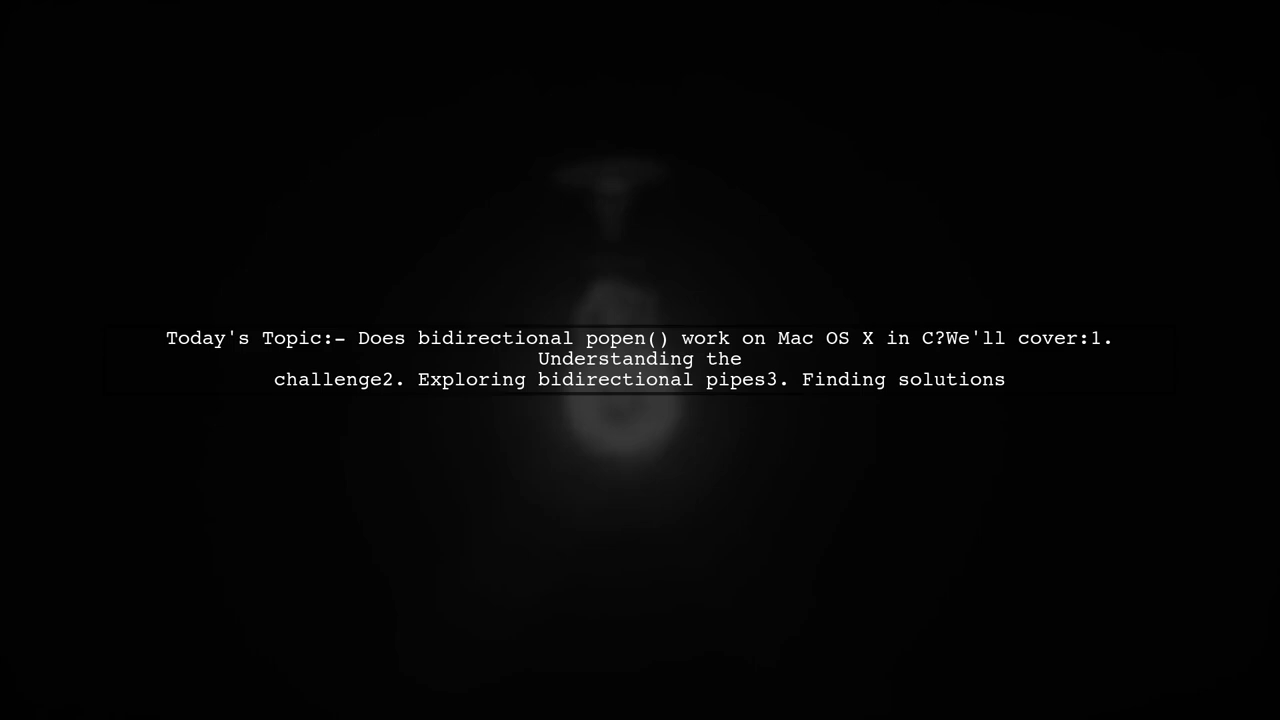 Today's Topic:- Does bidirectional popen() work on Mac OS X in C?We'll cover:1.
Understanding the
challenge2. Exploring bidirectional pipes3. Finding solutions